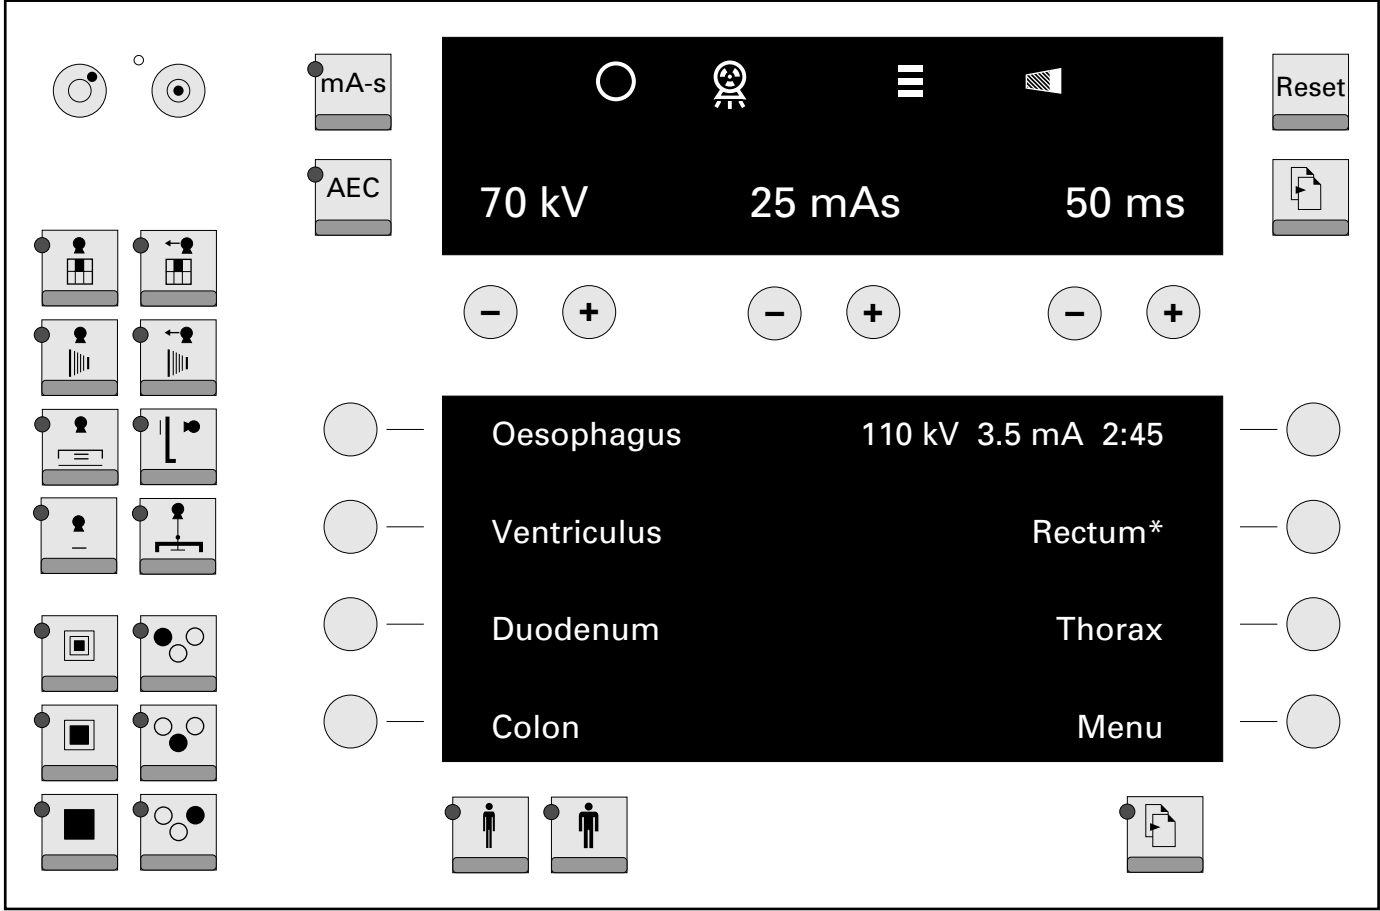 mA-s
Reset
AEC
70 kV 25 mAs 50 ms
− + − + − +
Oesophagus 110 kV 3.5 mA 2:45
Ventriculus Rectum*
Duodenum Thorax
Colon Menu